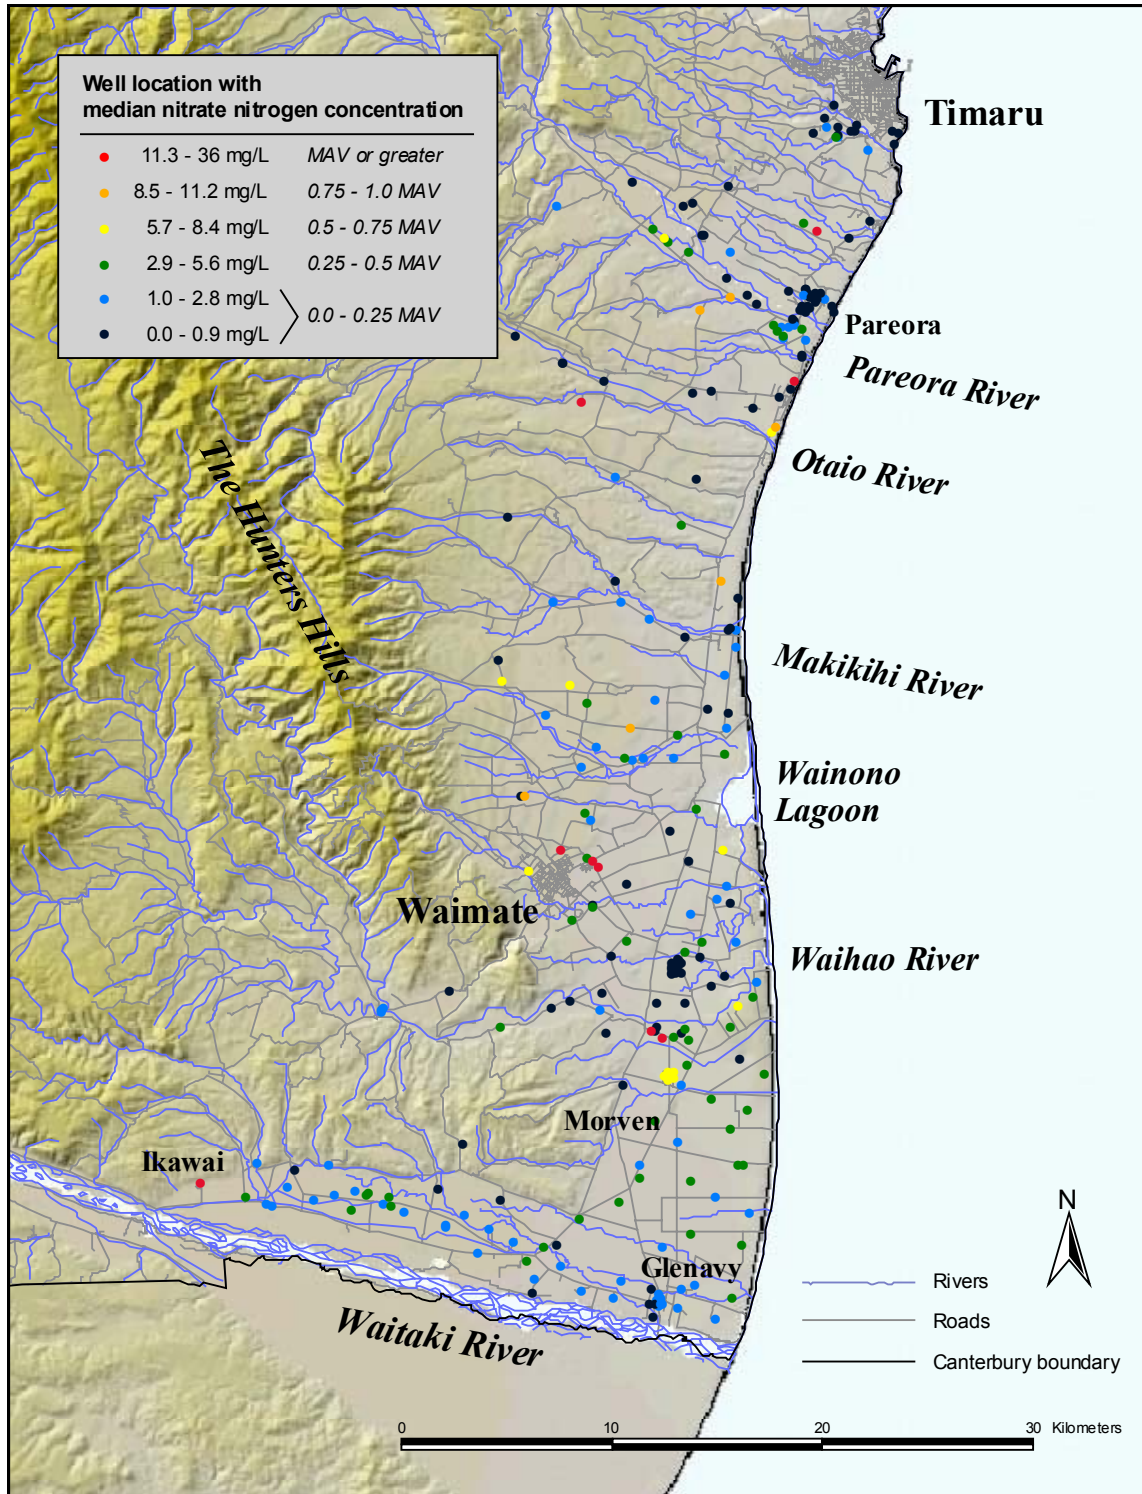 Well location with
median nitrate nitrogen concentration
11.3 - 36 mg/L MAV or greater
8.5 - 11.2 mg/L 0.75 - 1.0 MAV
5.7 - 8.4 mg/L 0.5 - 0.75 MAV
2.9 - 5.6 mg/L 0.25 - 0.5 MAV
1.0 - 2.8 mg/L
0.0 - 0.25 MAV
0.0 - 0.9 mg/L
Timaru
Pareora
Pareora River
Otaio River
The Hunters Hills
Makikihi River
Wainono
Lagoon
Waimate
Waihao River
Morven
Ikawai
Glenavy
Waitaki River
N
Rivers
Roads
Canterbury boundary
0 10 20 30 Kilometers